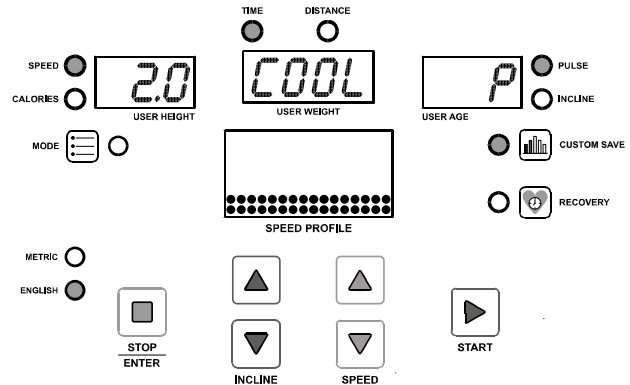 TIME
DISTANCE
SPEED
CALORIES
2.0
USER HEIGHT
COOL
USER WEIGHT
P
USER AGE
PULSE
INCLINE
MODE
CUSTOM SAVE
RECOVERY
SPEED PROFILE
METRIC
ENGLISH
STOP
ENTER
INCLINE
SPEED
START